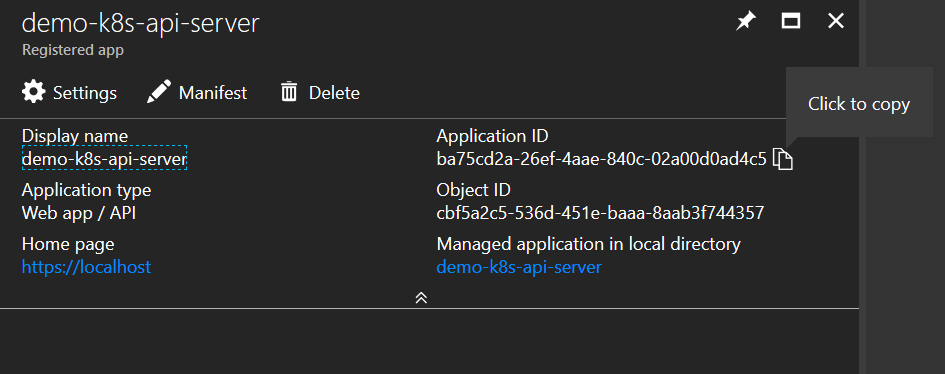 demo-k8s-api-server
Registered app
Settings Manifest Delete
Click to copy
Display name
demo-k8s-api-server
Application ID
ba75cd2a-26ef-4aae-840c-02a00d0ad4c5
Application type
Web app / API
Object ID
cbf5a2c5-536d-451e-baaa-8aab3f744357
Home page
https://localhost
Managed application in local directory
demo-k8s-api-server